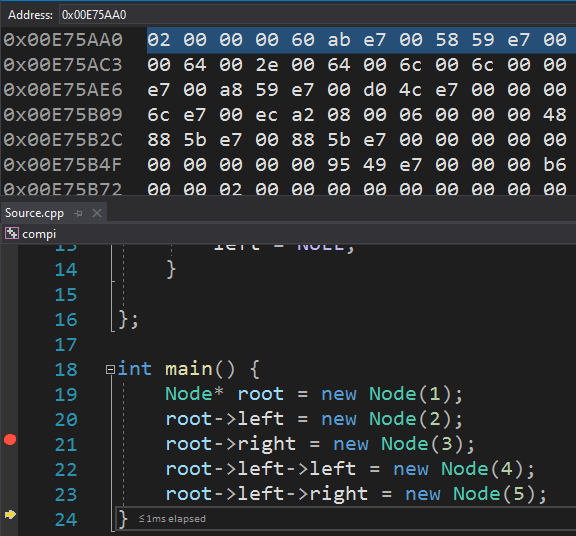 Address: 0x00E75AA0
0x00E75AA0 02 00 00 00 60 ab e7 00 58 59 e7 00
0x00E75AC3 00 64 00 2e 00 64 00 6c 00 6c 00 00
0x00E75AE6 e7 00 a8 59 e7 00 d0 4c e7 00 00 00
0x00E75B09 6c e7 00 ec a2 08 00 06 00 00 00 48
0x00E75B2C 88 5b e7 00 88 5b e7 00 00 00 00 00
0x00E75B4F 00 00 00 00 00 95 49 e7 00 00 00 b6
0x00E75B72 00 00 02 00 00 00 00 00 00 00 00 00
Source.cpp
compi
13 left = NULL;
14 }
15
16 };
17
18 int main() {
19 Node* root = new Node(1);
20 root->left = new Node(2);
21 root->right = new Node(3);
22 root->left->left = new Node(4);
23 root->left->right = new Node(5);
24 } ≤1ms elapsed